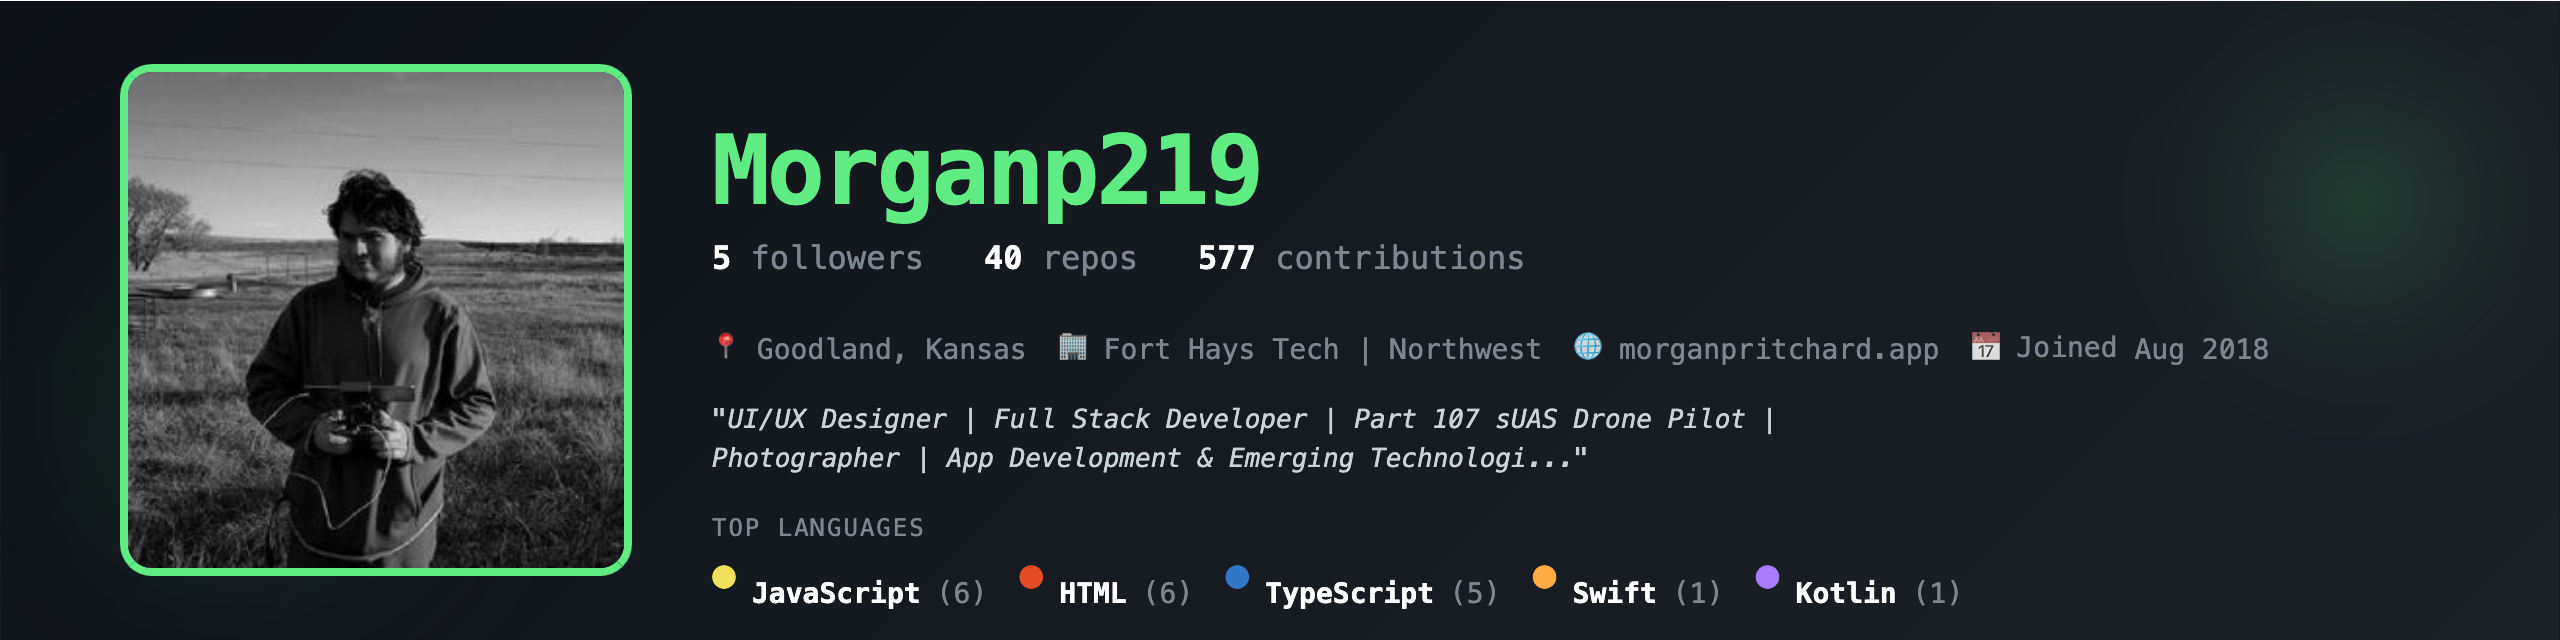 Morganp219
5 followers 40 repos 577 contributions
Goodland, Kansas Fort Hays Tech | Northwest morganpritchard.app JUL 17 Joined Aug 2018
"UI/UX Designer | Full Stack Developer | Part 107 sUAS Drone Pilot |
Photographer | App Development & Emerging Technologi..."
TOP LANGUAGES
JavaScript (6) HTML (6) TypeScript (5) Swift (1) Kotlin (1)